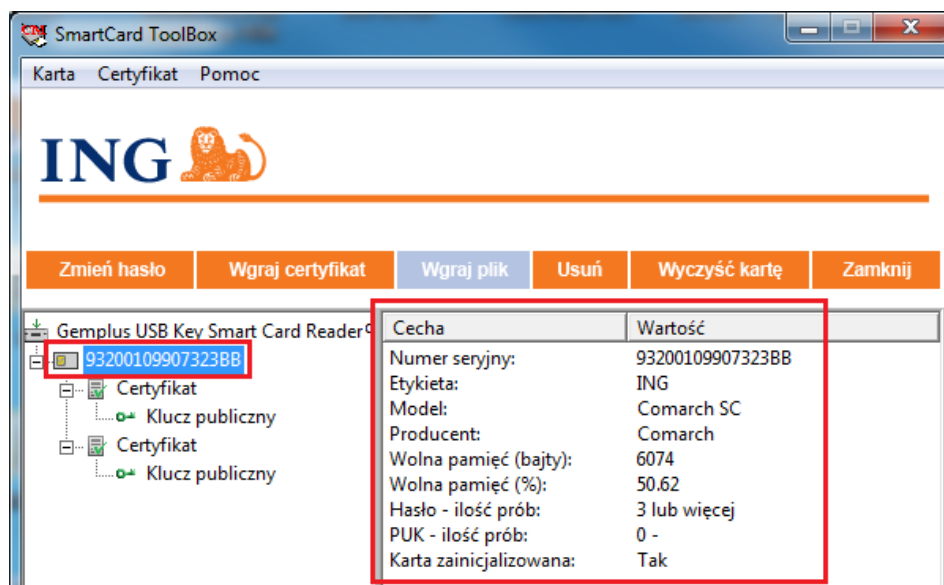 SmartCard ToolBox
Karta Certyfikat Pomoc
ING
Zmień hasło Wgraj certyfikat Wgraj plik Usuń Wyczyść kartę Zamknij
Gemplus USB Key Smart Card Reader
93200109907323BB
Certyfikat
Klucz publiczny
Certyfikat
Klucz publiczny
Cecha Wartość
Numer seryjny: 93200109907323BB
Etykieta: ING
Model: Comarch SC
Producent: Comarch
Wolna pamięć (bajty): 6074
Wolna pamięć (%): 50.62
Hasło - ilość prób: 3 lub więcej
PUK - ilość prób: 0 -
Karta zainicjalizowana: Tak